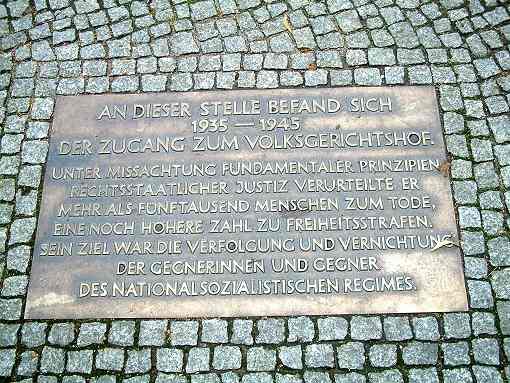 AN DIESER STELLE BEFAND SICH
1935 — 1945
DER ZUGANG ZUM VOLKSGERICHTSHOF.
UNTER MISSACHTUNG FUNDAMENTALER PRINZIPIEN
RECHTSSTAATLICHER JUSTIZ VERURTEILTE ER
MEHR ALS FÜNFTAUSEND MENSCHEN ZUM TODE,
EINE NOCH HÖHERE ZAHL ZU FREIHEITSSTRAFEN.
SEIN ZIEL WAR DIE VERFOLGUNG UND VERNICHTUNG
DER GEGNERINNEN UND GEGNER
DES NATIONALSOZIALISTISCHEN REGIMES.